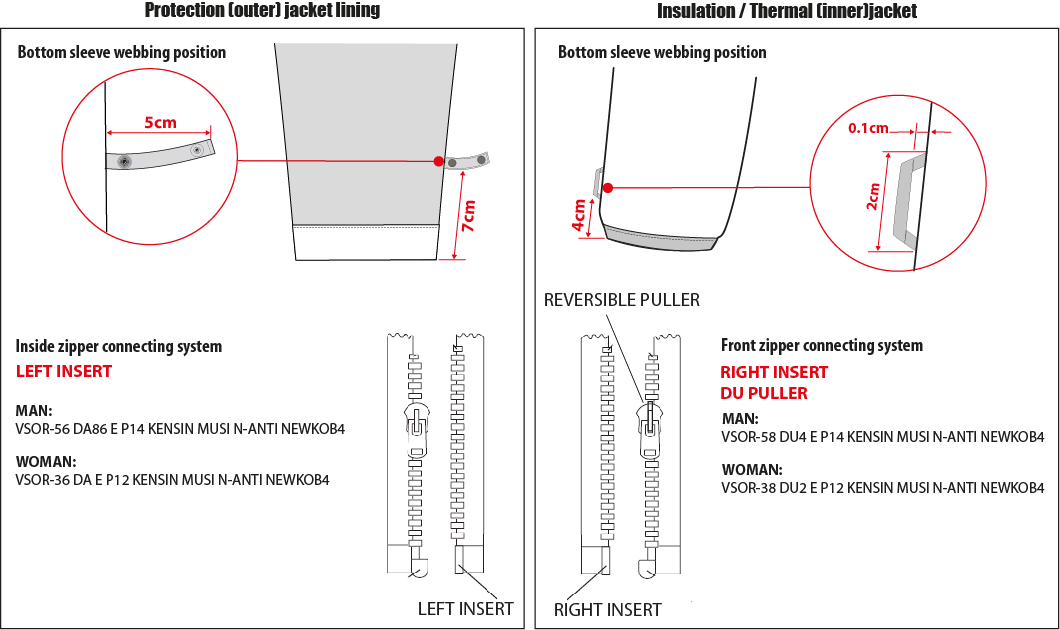 Protection (outer) jacket lining
Bottom sleeve webbing position
5cm
7cm
Inside zipper connecting system
LEFT INSERT
MAN:
VSOR-56 DA86 E P14 KENSIN MUSI N-ANTI NEWKOB4
WOMAN:
VSOR-36 DA E P12 KENSIN MUSI N-ANTI NEWKOB4
LEFT INSERT
Insulation / Thermal (inner)jacket
Bottom sleeve webbing position
0.1cm
2cm
4cm
REVERSIBLE PULLER
Front zipper connecting system
RIGHT INSERT
DU PULLER
MAN:
VSOR-58 DU4 E P14 KENSIN MUSI N-ANTI NEWKOB4
WOMAN:
VSOR-38 DU2 E P12 KENSIN MUSI N-ANTI NEWKOB4
RIGHT INSERT